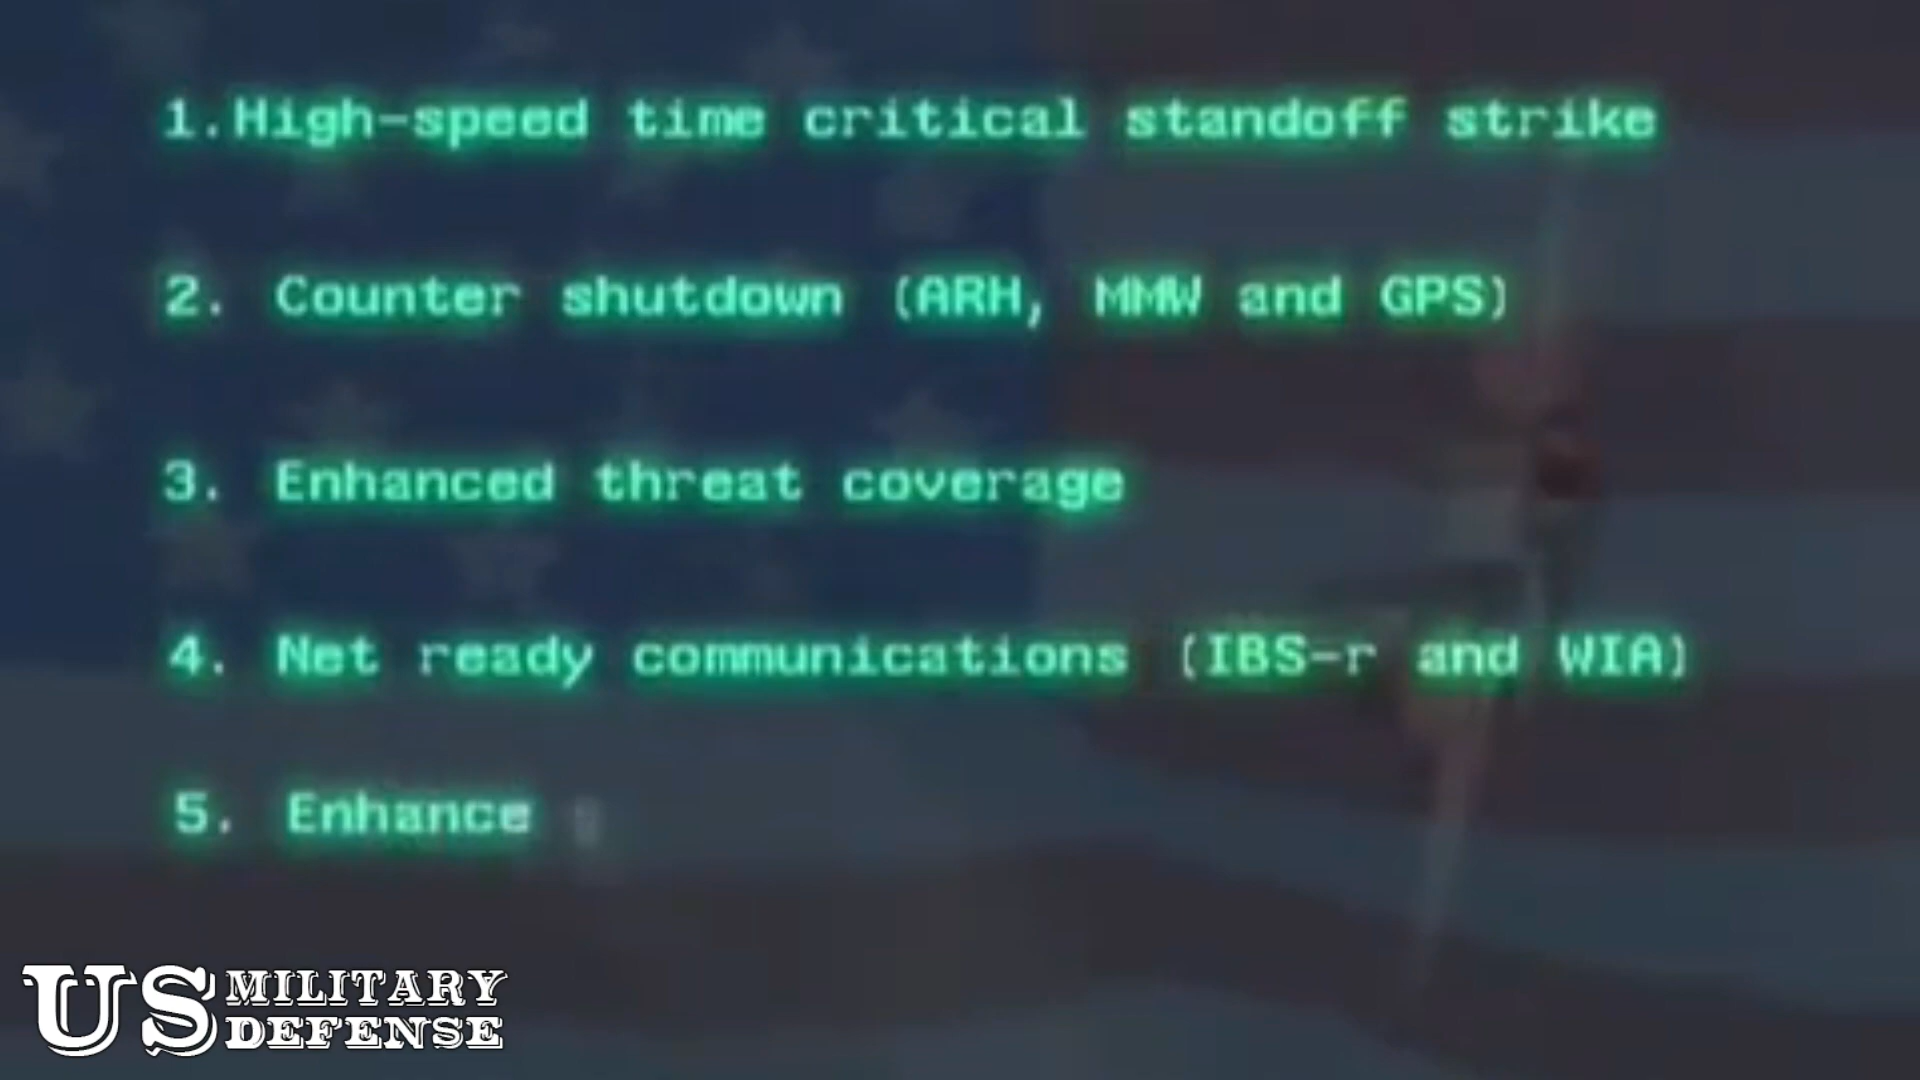 1.High-speed time critical standoff strike
2. Counter shutdown (ARH, MMW and GPS)
3. Enhanced threat coverage
4. Net ready communications (IBS-r and WIA)
5. Enhance
US MILITARY DEFENSE